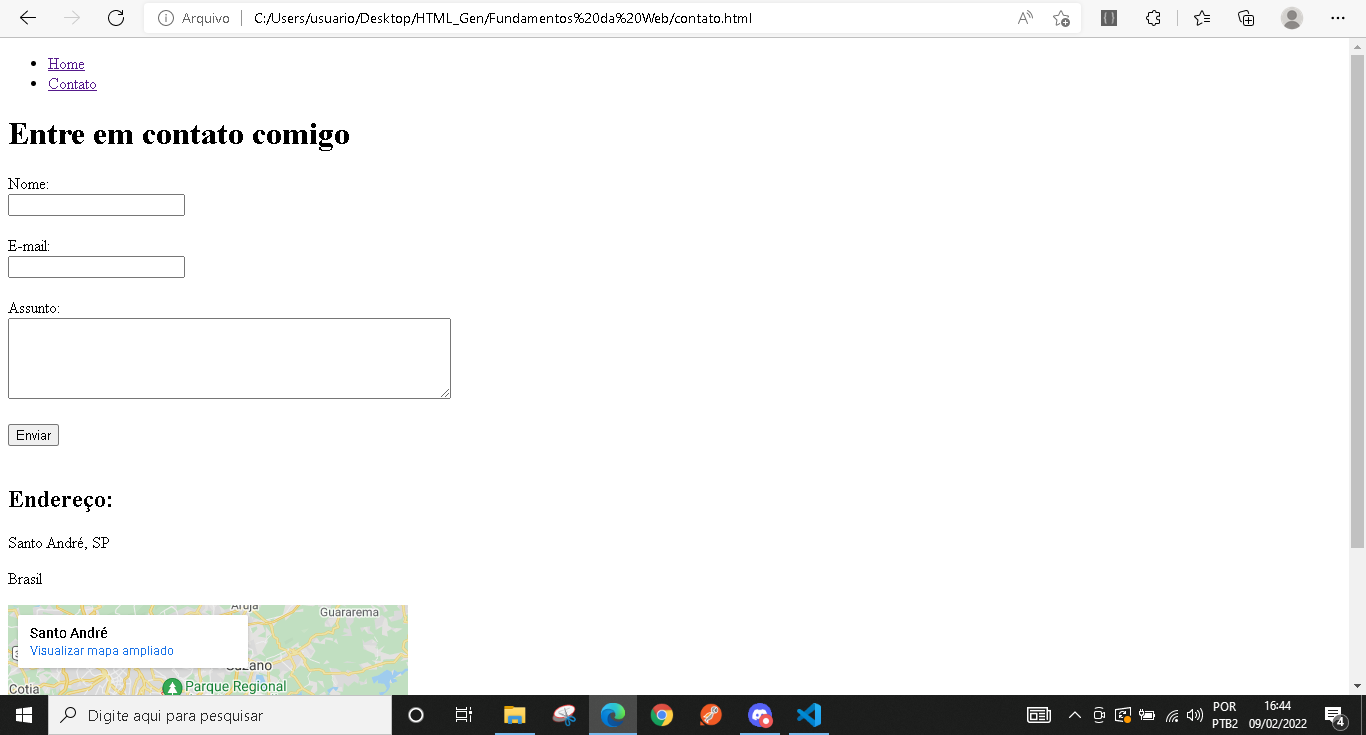 Arquivo C:/Users/usuario/Desktop/HTML_Gen/Fundamentos%20da%20Web/contato.html
Home
Contato
Entre em contato comigo
Nome:
E-mail:
Assunto:
Enviar
Endereço:
Santo André, SP
Brasil
Arujá
Guararema
Santo André
Visualizar mapa ampliado
Suzano
Cotia
Parque Regional
Digite aqui para pesquisar
POR
PTB2
16:44
09/02/2022
4